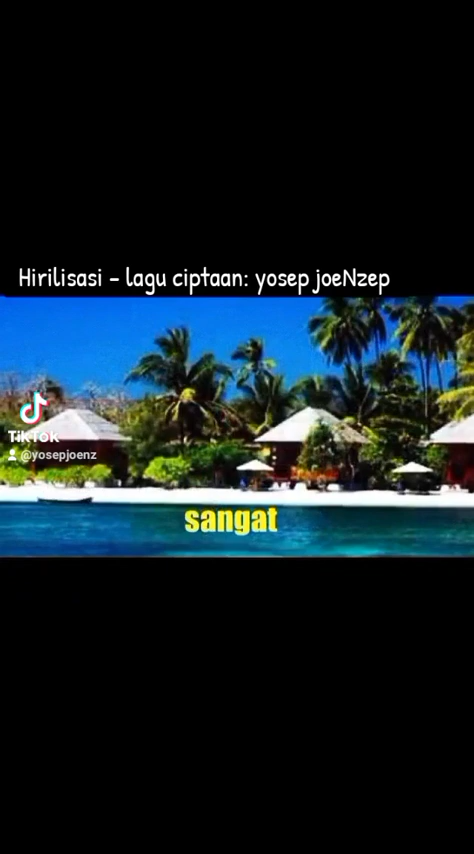 Hirilisasi - lagu ciptaan: yosep joeNzep
TikTok
@yosepjoenz
sangat